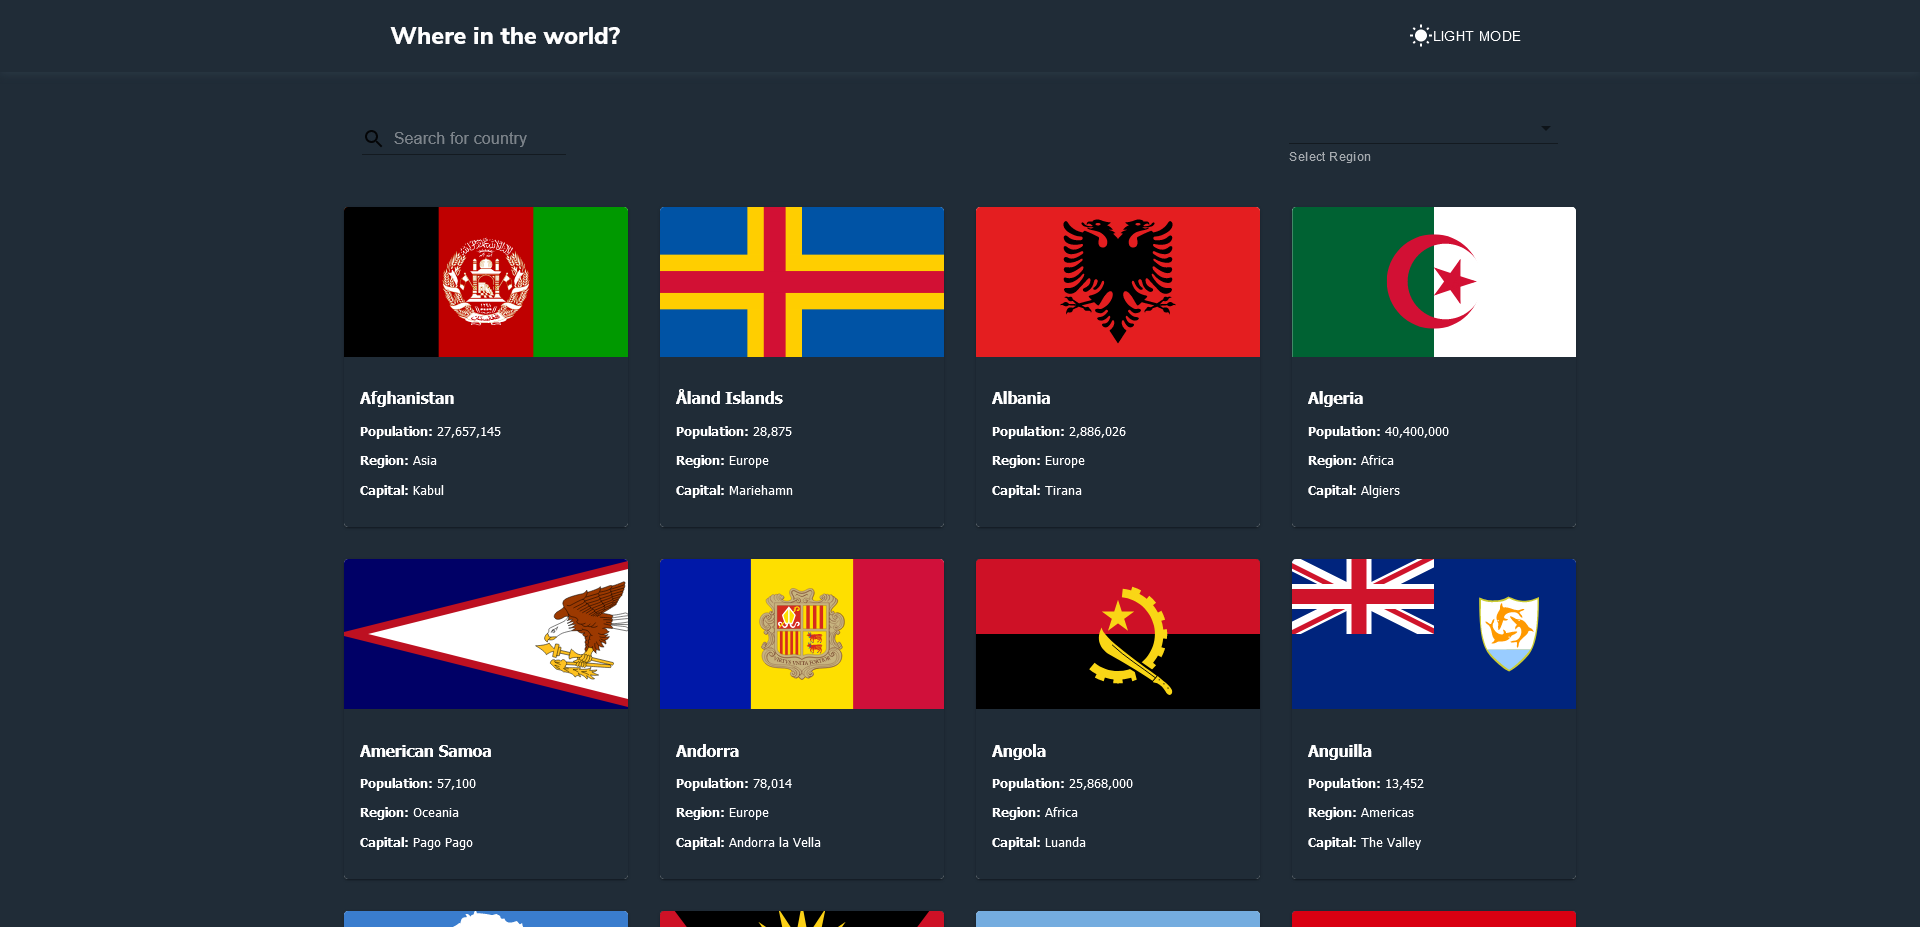 Where in the world?
LIGHT MODE
Search for country
Select Region
Afghanistan
Population: 27,657,145
Region: Asia
Capital: Kabul
Åland Islands
Population: 28,875
Region: Europe
Capital: Mariehamn
Albania
Population: 2,886,026
Region: Europe
Capital: Tirana
Algeria
Population: 40,400,000
Region: Africa
Capital: Algiers
American Samoa
Population: 57,100
Region: Oceania
Capital: Pago Pago
Andorra
Population: 78,014
Region: Europe
Capital: Andorra la Vella
Angola
Population: 25,868,000
Region: Africa
Capital: Luanda
Anguilla
Population: 13,452
Region: Americas
Capital: The Valley